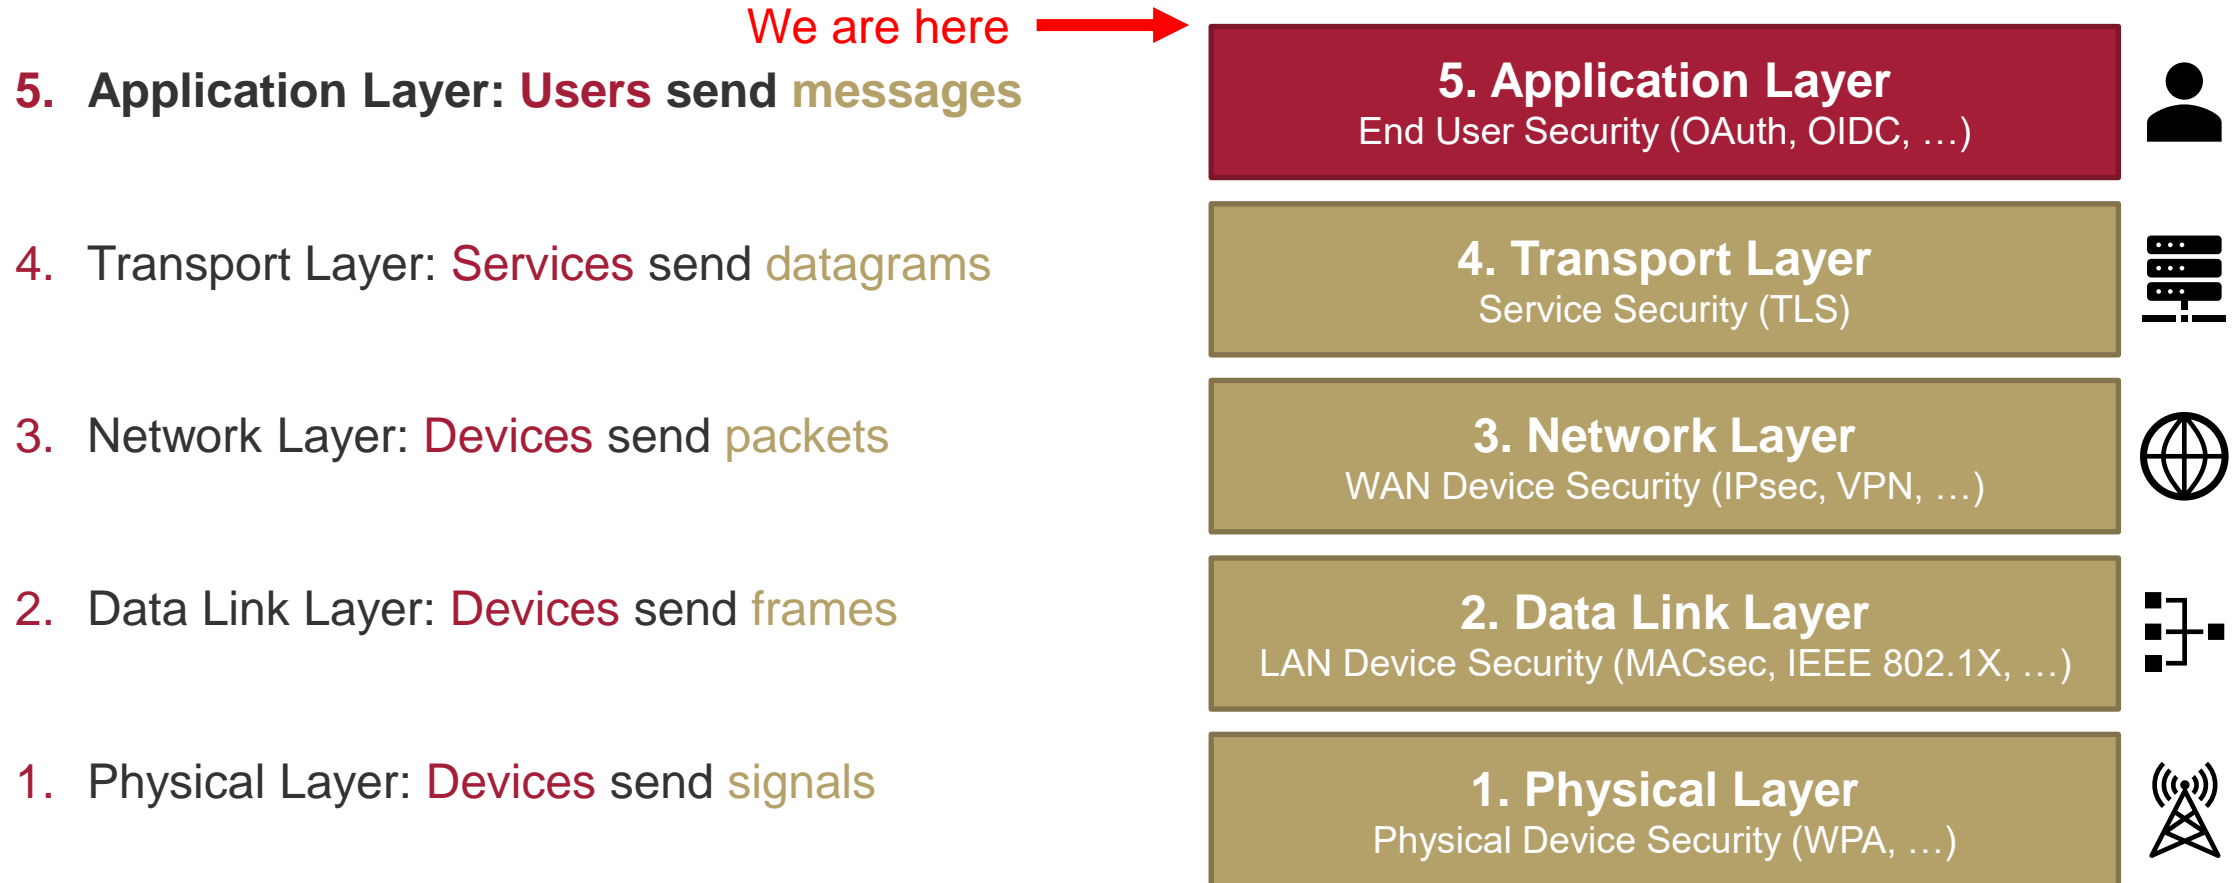 We are here
5. Application Layer: Users send messages
5. Application Layer
End User Security (OAuth, OIDC, …)
4. Transport Layer: Services send datagrams
4. Transport Layer
Service Security (TLS)
3. Network Layer: Devices send packets
3. Network Layer
WAN Device Security (IPsec, VPN, …)
2. Data Link Layer: Devices send frames
2. Data Link Layer
LAN Device Security (MACsec, IEEE 802.1X, …)
1. Physical Layer: Devices send signals
1. Physical Layer
Physical Device Security (WPA, …)